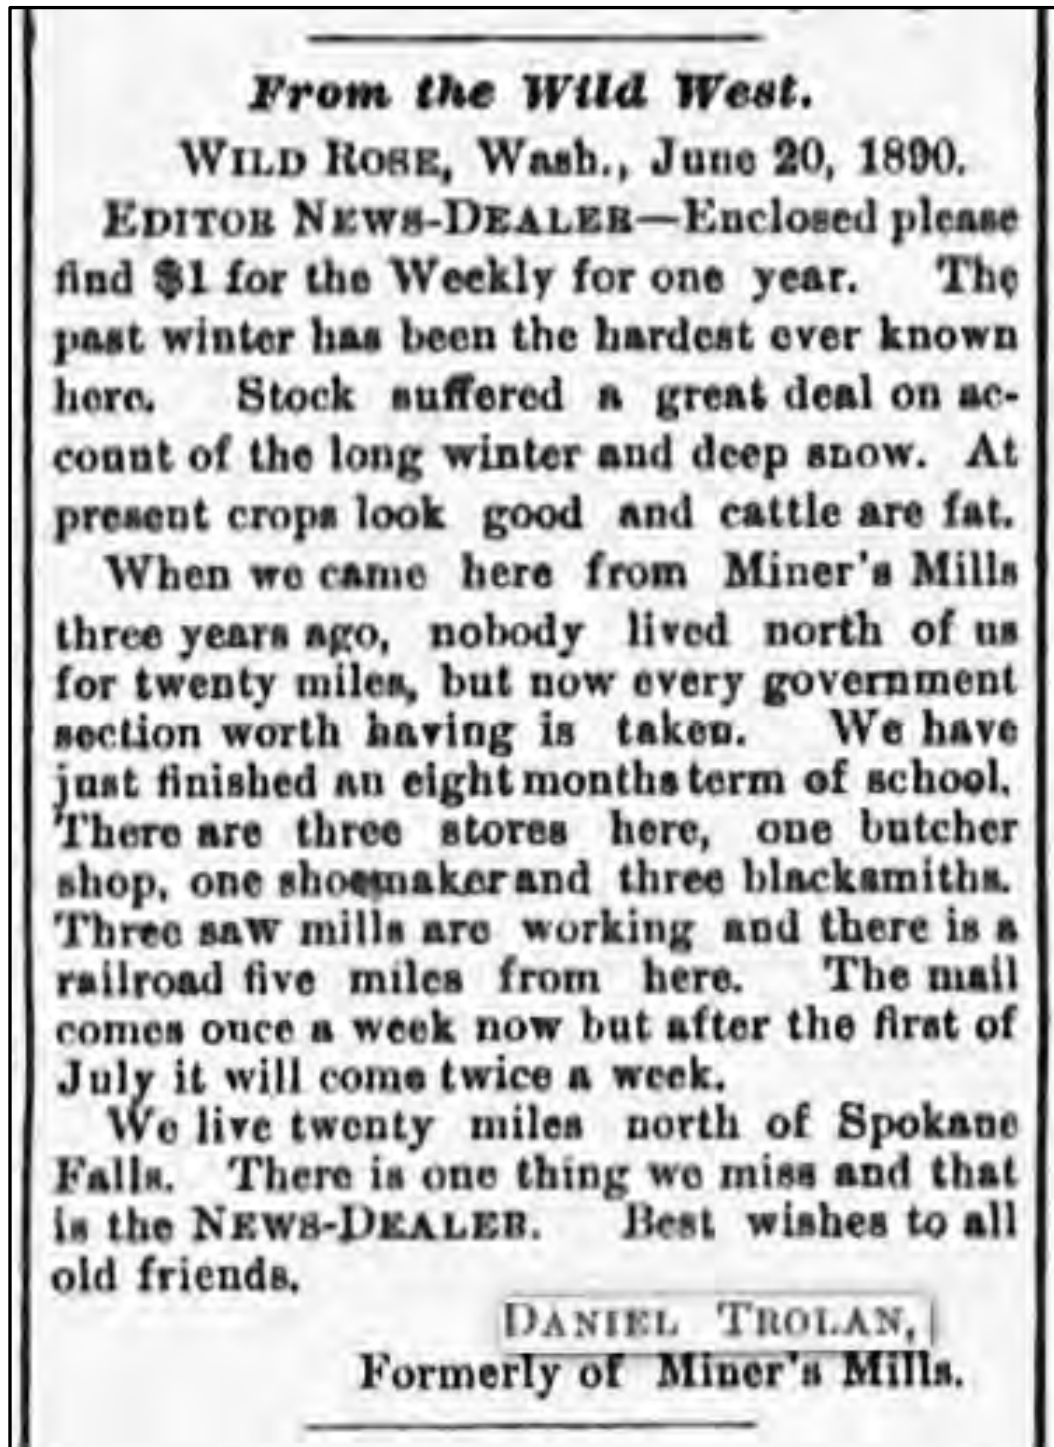 From the Wild West.
WILD ROSE, Wash., June 20, 1890.
EDITOR NEWS-DEALER—Enclosed please
find $1 for the Weekly for one year. The
past winter has been the hardest ever known
here. Stock suffered a great deal on ac-
count of the long winter and deep snow. At
present crops look good and cattle are fat.
When we came here from Miner's Mills
three years ago, nobody lived north of us
for twenty miles, but now every government
section worth having is taken. We have
just finished an eight months term of school.
There are three stores here, one butcher
shop, one shoemaker and three blacksmiths.
Three saw mills are working and there is a
railroad five miles from here. The mail
comes once a week now but after the first of
July it will come twice a week.
We live twenty miles north of Spokane
Falls. There is one thing we miss and that
is the NEWS-DEALER. Best wishes to all
old friends.
DANIEL TROLAN,
Formerly of Miner's Mills.